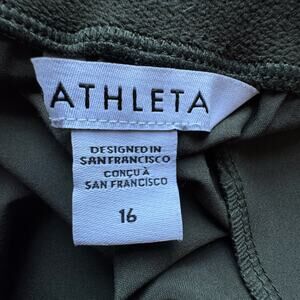 ATHLETA
DESIGNED IN
SAN FRANCISCO
CONÇU À
SAN FRANCISCO
16